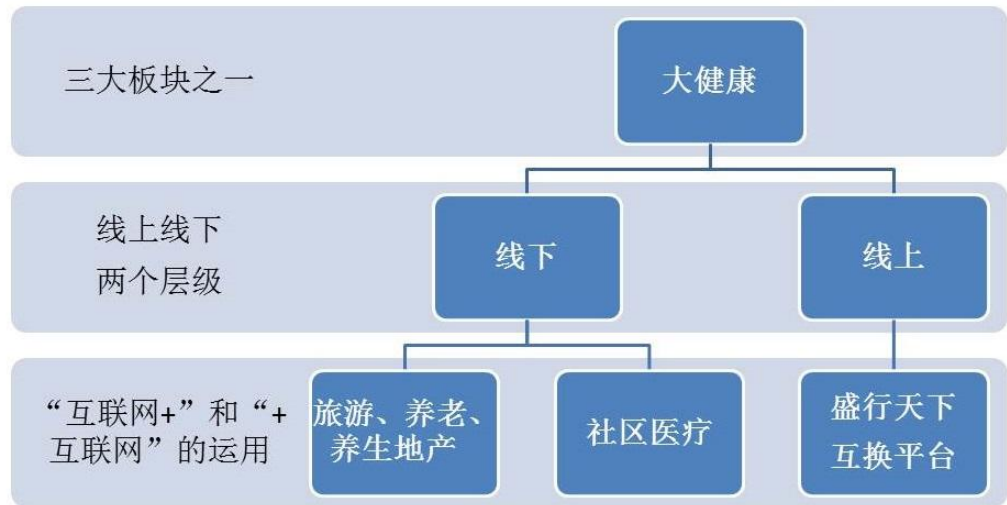 三大板块之一
大健康
线上线下
两个层级
线下
线上
“互联网+”和“+
互联网”的运用
旅游、养老、
养生地产
社区医疗
盛行天下
互换平台